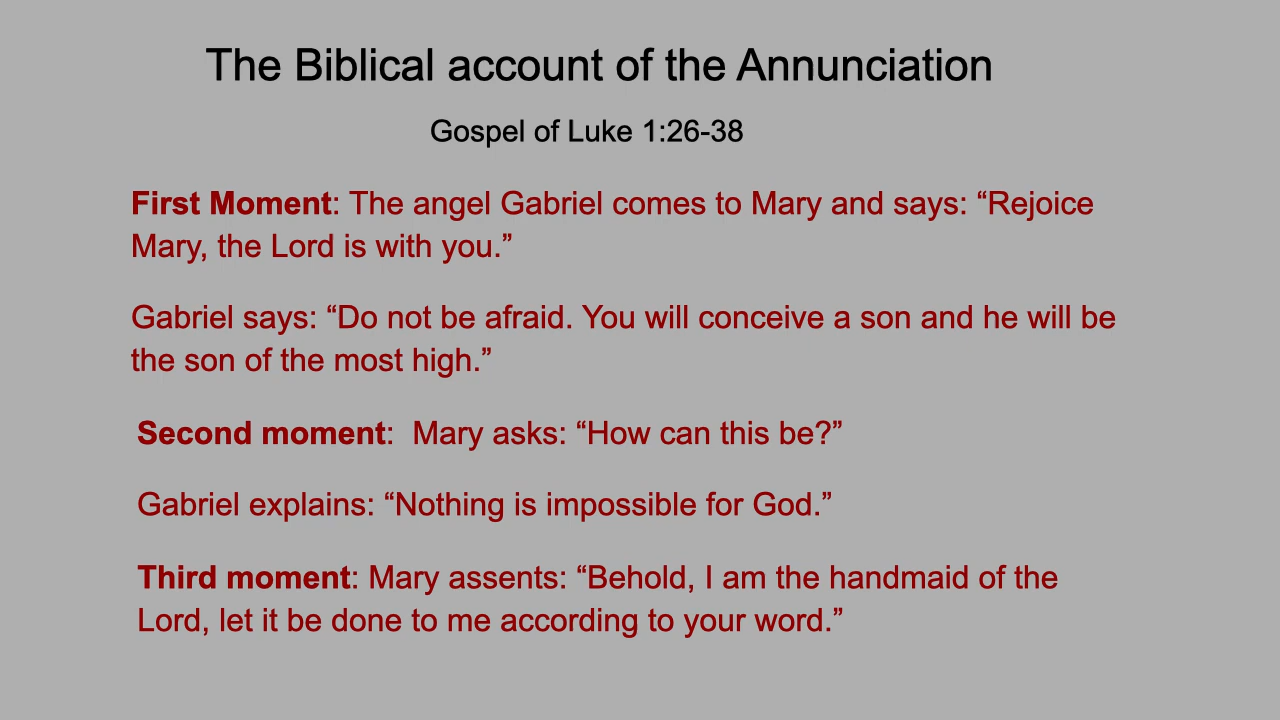 The Biblical account of the Annunciation
Gospel of Luke 1:26-38
First Moment: The angel Gabriel comes to Mary and says: “Rejoice
Mary, the Lord is with you.”
Gabriel says: “Do not be afraid. You will conceive a son and he will be
the son of the most high.”
Second moment:  Mary asks: “How can this be?”
Gabriel explains: “Nothing is impossible for God.”
Third moment: Mary assents: “Behold, I am the handmaid of the
Lord, let it be done to me according to your word.”